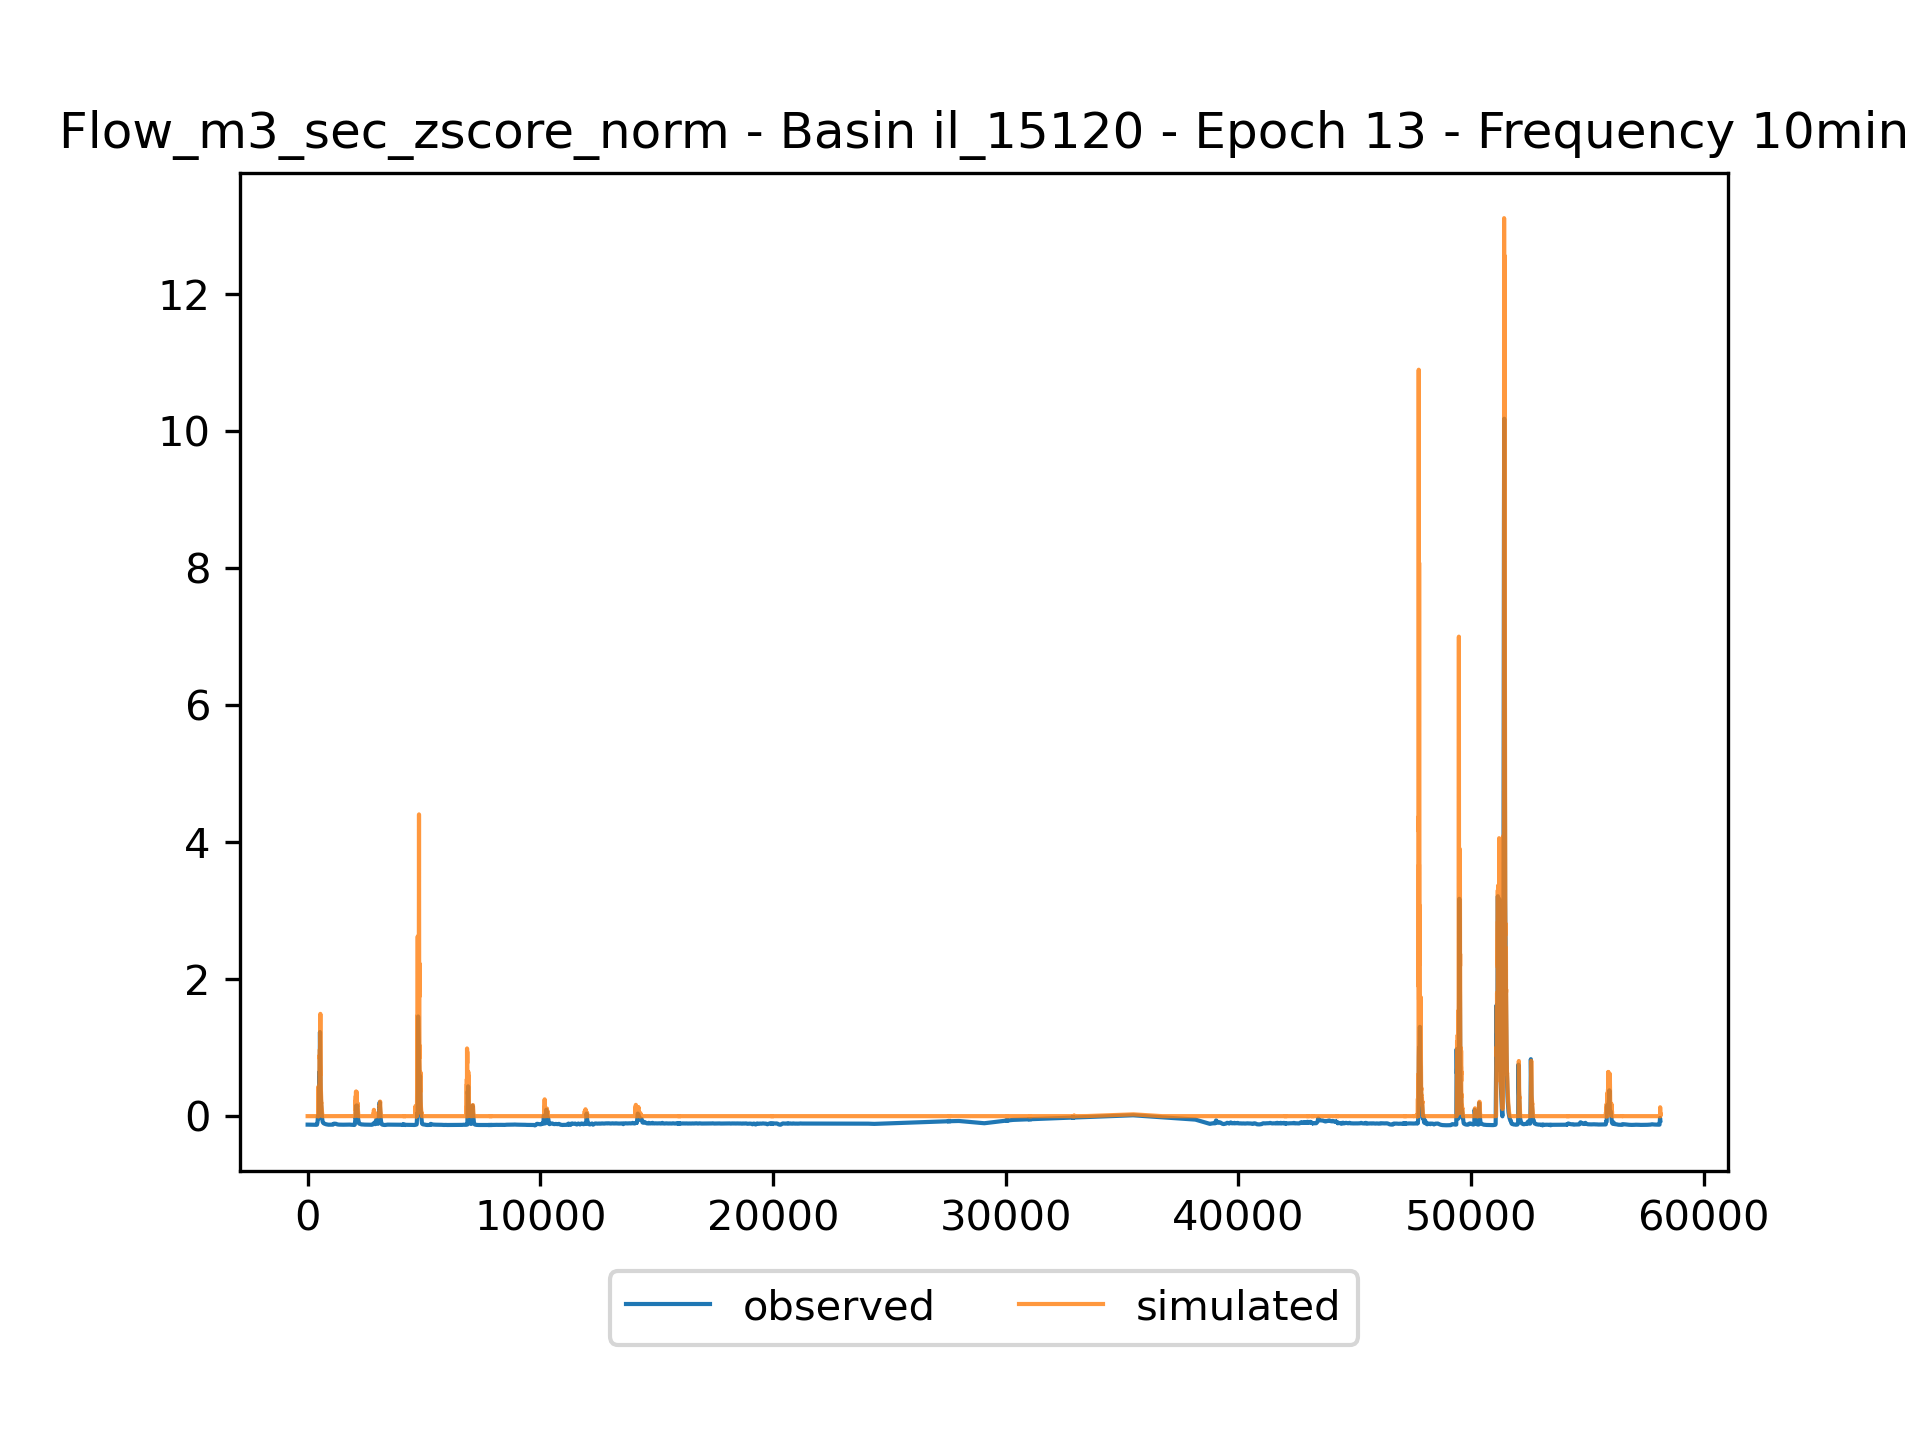 Flow_m3_sec_zscore_norm - Basin il_15120 - Epoch 13 - Frequency 10min
12
10
8
6
4
2
0
0 10000 20000 30000 40000 50000 60000
observed simulated